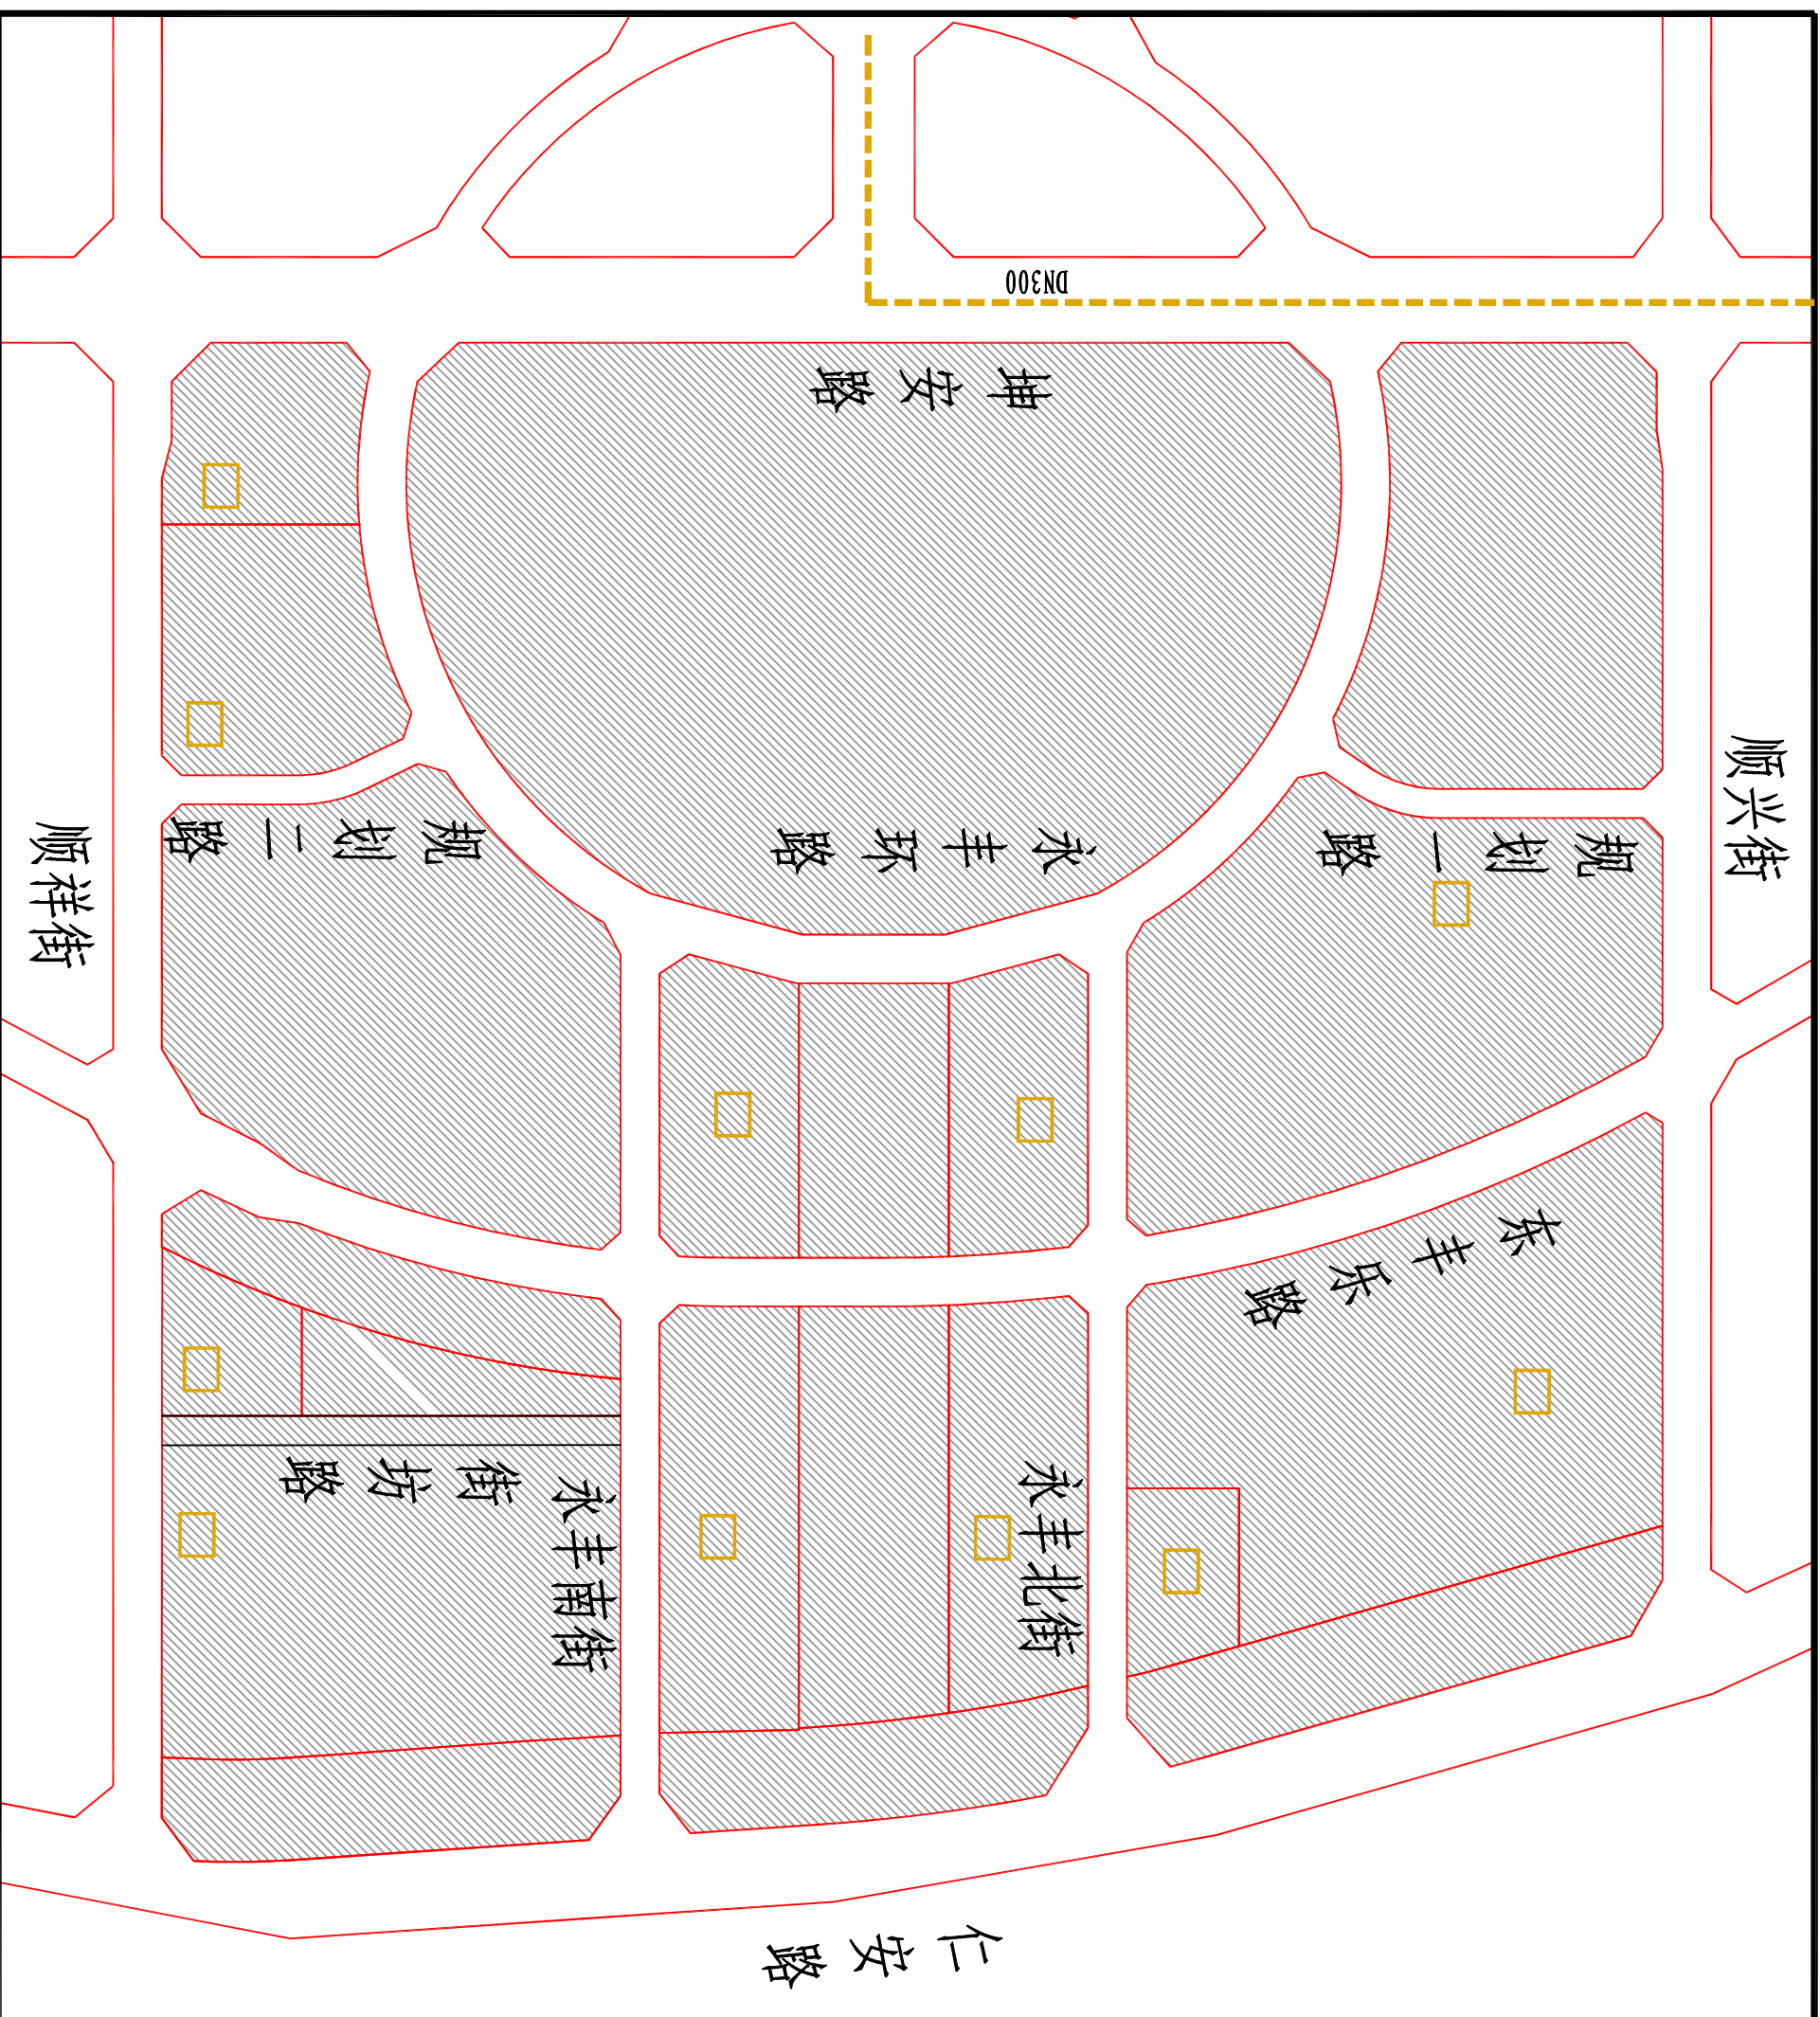 DN300
坤安路
顺兴街
顺祥街
规划二路
永丰环路
规划一路
东丰乐路
街坊路
永丰南街
永丰北街
仁安路